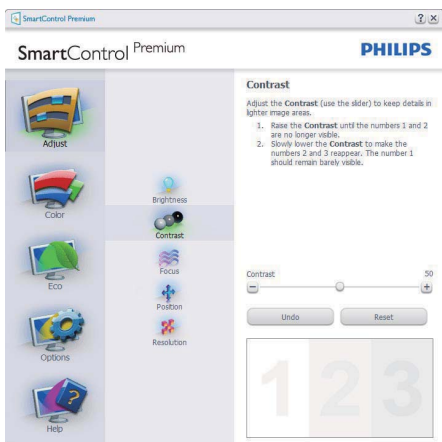 SmartControl Premium
SmartControl Premium
PHILIPS
Adjust
Color
Eco
Options
Help
Brightness
Contrast
Focus
Position
Resolution
Contrast
Adjust the Contrast (use the slider) to keep details in
lighter image areas.
1. Raise the Contrast until the numbers 1 and 2
are no longer visible.
2. Slowly lower the Contrast to make the
numbers 2 and 3 reappear. The number 1
should remain barely visible.
Contrast 50
Undo Reset
1 2 3